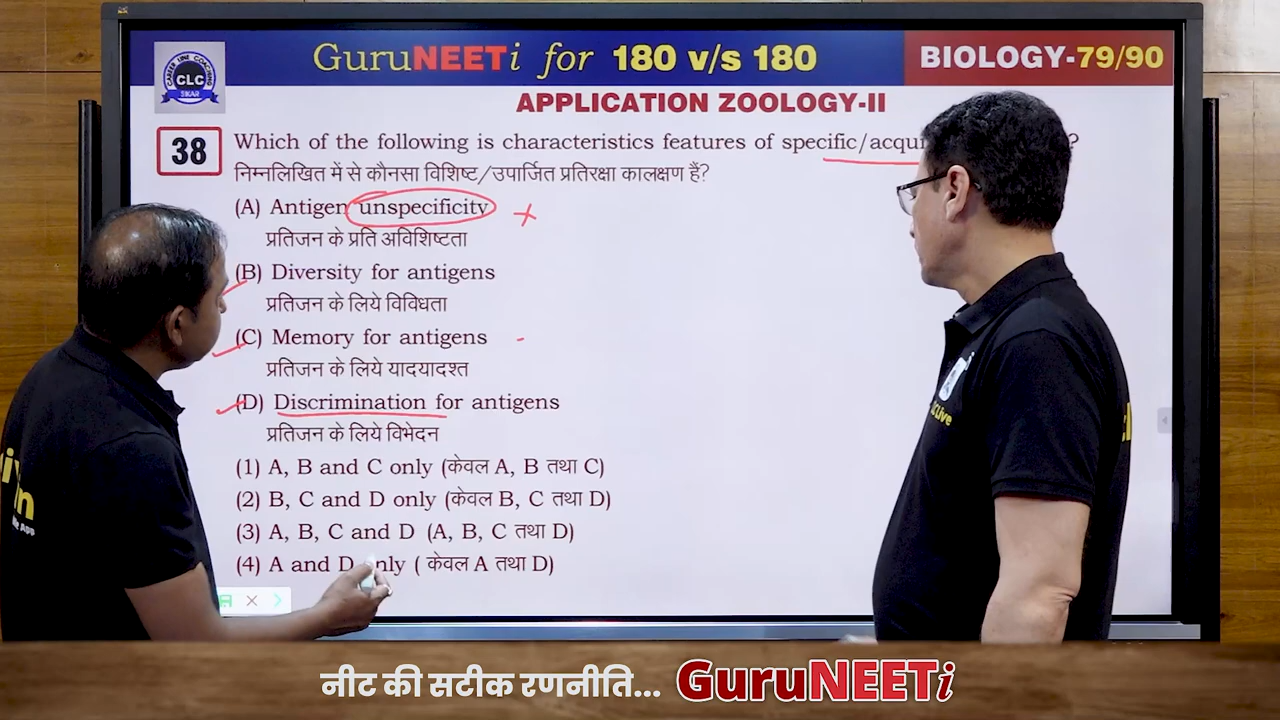 GuruNEETi for 180 v/s 180
BIOLOGY-79/90
CLC
SIKAR
APPLICATION ZOOLOGY-II
38
Which of the following is characteristics features of specific/acqu ?
निम्नलिखित में से कौनसा विशिष्ट/उपार्जित प्रतिरक्षा कालक्षण हैं?
(A) Antigen unspecificity
प्रतिजन के प्रति अविशिष्टता
(B) Diversity for antigens
प्रतिजन के लिये विविधता
(C) Memory for antigens
प्रतिजन के लिये यादयादश्त
(D) Discrimination for antigens
प्रतिजन के लिये विभेदन
(1) A, B and C only (केवल A, B तथा C)
(2) B, C and D only (केवल B, C तथा D)
(3) A, B, C and D (A, B, C तथा D)
(4) A and D only ( केवल A तथा D)
नीट की सटीक रणनीति... GuruNEETi